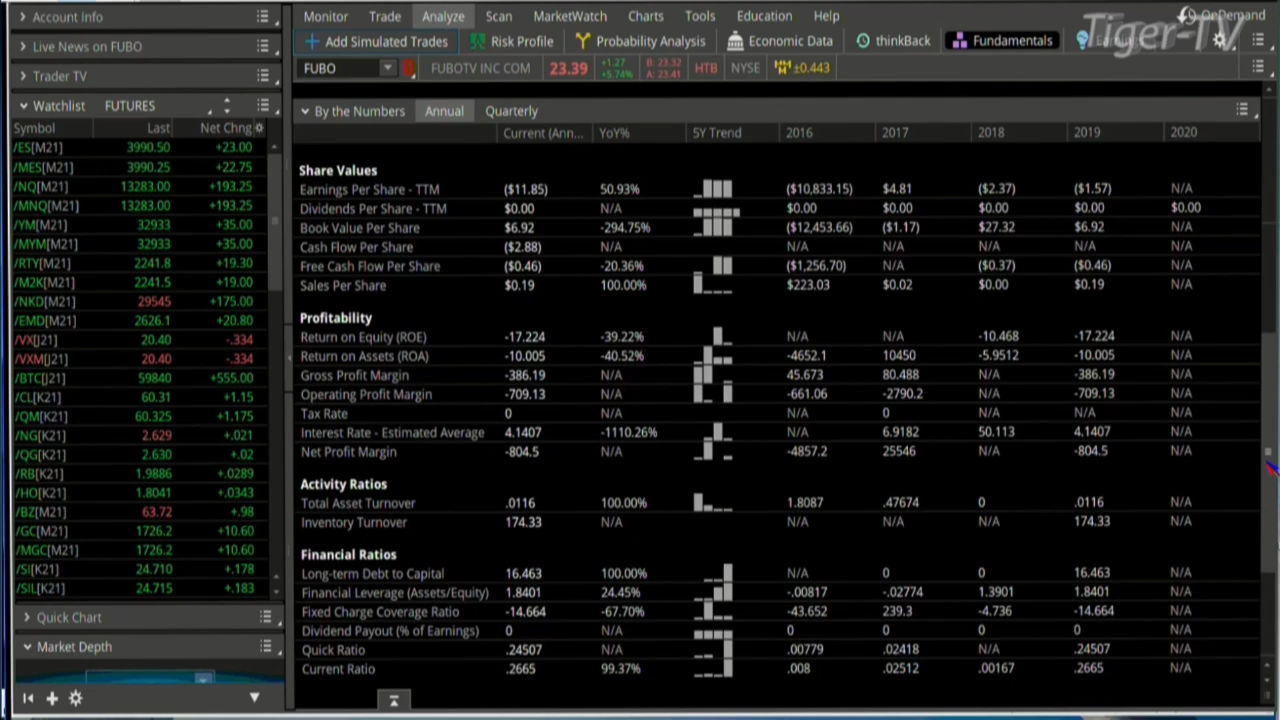 Account Info
Live News on FUBO
Trader TV
Watchlist FUTURES
Symbol Last Net Chng
/ES[M21] 3990.50 +23.00
/MES[M21] 3990.25 +22.75
/NQ[M21] 13283.00 +193.25
/MNQ[M21] 13283.00 +193.25
/YM[M21] 32933 +35.00
/MYM[M21] 32933 +35.00
/RTY[M21] 2241.8 +19.30
/M2K[M21] 2241.5 +19.00
/NKD[M21] 29545 +175.00
/EMD[M21] 2626.1 +20.80
/VX[J21] 20.40 -.334
/VXM[J21] 20.40 -.334
/BTC[J21] 59840 +555.00
/CL[K21] 60.31 +1.15
/QM[K21] 60.325 +1.175
/NG[K21] 2.629 +.021
/QG[K21] 2.630 +.02
/RB[K21] 1.9886 +.0289
/HO[K21] 1.8041 +.0343
/BZ[M21] 63.72 +.98
/GC[M21] 1726.2 +10.60
/MGC[M21] 1726.2 +10.60
/SI[K21] 24.710 +.178
/SIL[K21] 24.715 +.183
Quick Chart
Market Depth
Monitor Trade Analyze Scan MarketWatch Charts Tools Education Help OnDemand
Tiger-TV
Add Simulated Trades Risk Profile Probability Analysis Economic Data thinkBack Fundamentals
FUBO FUBOTV INC COM 23.39 +1.27 +5.74% B: 23.32 A: 23.41 HTB NYSE ±0.443
By the Numbers Annual Quarterly
Current (Ann... YoY% 5Y Trend 2016 2017 2018 2019 2020
Share Values
Earnings Per Share - TTM ($11.85) 50.93% ($10,833.15) $4.81 ($2.37) ($1.57) N/A
Dividends Per Share - TTM $0.00 N/A $0.00 $0.00 $0.00 $0.00 $0.00
Book Value Per Share $6.92 -294.75% ($12,453.66) ($1.17) $27.32 $6.92 N/A
Cash Flow Per Share ($2.88) N/A N/A N/A N/A N/A N/A
Free Cash Flow Per Share ($0.46) -20.36% ($1,256.70) N/A ($0.37) ($0.46) N/A
Sales Per Share $0.19 100.00% $223.03 $0.02 $0.00 $0.19 N/A
Profitability
Return on Equity (ROE) -17.224 -39.22% N/A N/A -10.468 -17.224 N/A
Return on Assets (ROA) -10.005 -40.52% -4652.1 10450 -5.9512 -10.005 N/A
Gross Profit Margin -386.19 N/A 45.673 80.488 N/A -386.19 N/A
Operating Profit Margin -709.13 N/A -661.06 -2790.2 N/A -709.13 N/A
Tax Rate 0 N/A N/A 0 N/A N/A N/A
Interest Rate - Estimated Average 4.1407 -1110.26% N/A 6.9182 50.113 4.1407 N/A
Net Profit Margin -804.5 N/A -4857.2 25546 N/A -804.5 N/A
Activity Ratios
Total Asset Turnover .0116 100.00% 1.8087 .47674 0 .0116 N/A
Inventory Turnover 174.33 N/A N/A N/A N/A 174.33 N/A
Financial Ratios
Long-term Debt to Capital 16.463 100.00% N/A 0 0 16.463 N/A
Financial Leverage (Assets/Equity) 1.8401 24.45% -.00817 -.02774 1.3901 1.8401 N/A
Fixed Charge Coverage Ratio -14.664 -67.70% -43.652 239.3 -4.736 -14.664 N/A
Dividend Payout (% of Earnings) 0 N/A 0 0 0 0 N/A
Quick Ratio .24507 N/A .00779 .02418 N/A .24507 N/A
Current Ratio .2665 99.37% .008 .02512 .00167 .2665 N/A